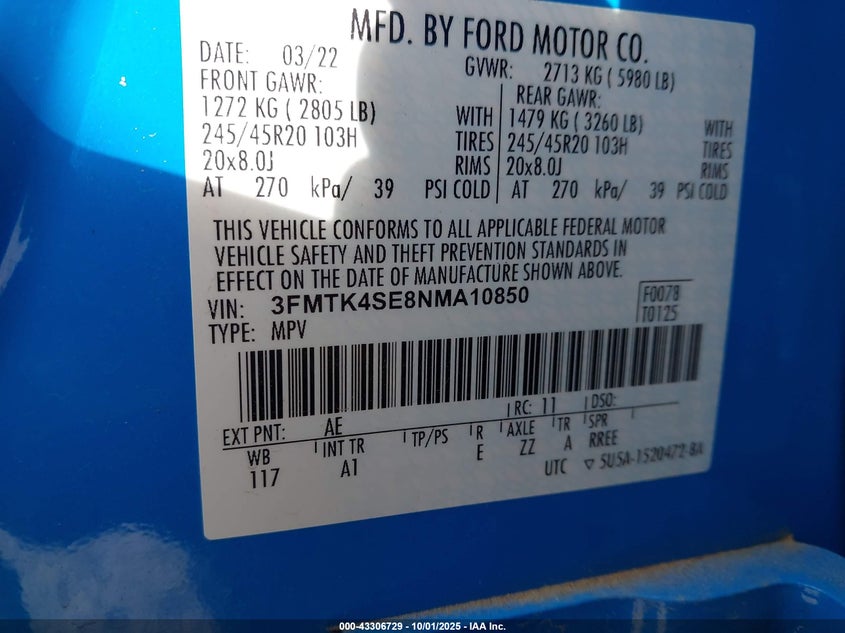 MFD. BY FORD MOTOR CO.
DATE: 03/22 GVWR: 2713 KG ( 5980 LB)
FRONT GAWR: REAR GAWR:
1272 KG ( 2805 LB) WITH 1479 KG ( 3260 LB) WITH
245/45R20 103H TIRES 245/45R20 103H TIRES
20x8.0J RIMS 20x8.0J RIMS
AT 270 kPa/ 39 PSI COLD AT 270 kPa/ 39 PSI COLD
THIS VEHICLE CONFORMS TO ALL APPLICABLE FEDERAL MOTOR
VEHICLE SAFETY AND THEFT PREVENTION STANDARDS IN
EFFECT ON THE DATE OF MANUFACTURE SHOWN ABOVE.
VIN: 3FMTK4SE8NMA10850 F0078
TYPE: MPV T0125
EXT PNT: AE RC: 11 DSO:
WB INT TR TP/PS R AXLE TR SPR
117 A1 E ZZ A RREE
UTC ▽ 5U5A-1520472-BA
000-43306729 - 10/01/2025 - IAA Inc.